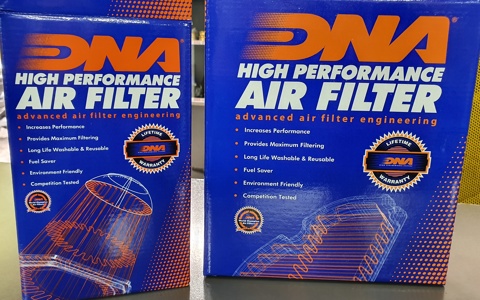 DNA
HIGH PERFORMANCE
AIR FILTER
advanced air filter engineering
• Increases Performance
• Provides Maximum Filtering
• Long Life Washable & Reusable
• Fuel Saver
• Environment Friendly
• Competition Tested
LIFETIME
DNA
WARRANTY
DNA
HIGH PERFORMANCE
AIR FILTER
advanced air filter engineering
• Increases Performance
• Provides Maximum Filtering
• Long Life Washable & Reusable
• Fuel Saver
• Environment Friendly
• Competition Tested
LIFETIME
DNA
WARRANTY